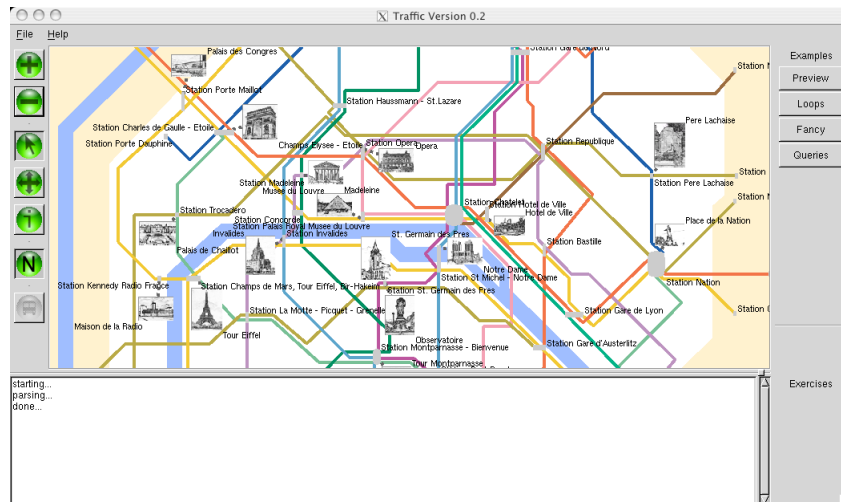 Traffic Version 0.2
File Help
Palais des Congres
Examples
Preview
Loops
Fancy
Queries
Station Porte Maillot
Station Haussmann - St.Lazare
Station Charles de Gaulle - Etoile
Station Porte Dauphine
Champs Elysee - Etoile
Station Opera
Opera
Station Republique
Pere Lachaise
Station Madeleine
Musee du Louvre
Madeleine
Station Pere Lachaise
Station Trocadero
Station Concorde
Station Chatelet
Station Hotel de Ville
Hotel de Ville
Place de la Nation
Station Palais Royal Musee du Louvre
Invalides
Station Invalides
St. Germain des Pres
Palais de Chaillot
Station Bastille
Notre Dame
Station St Michel - Notre Dame
Station Nation
Station Kennedy Radio France
Station Champs de Mars, Tour Eiffel, Bir-Hakeim
Station St. Germain des Pres
Station La Motte - Picquet - Grenelle
Station Gare de Lyon
Maison de la Radio
Tour Eiffel
Observatoire
Station Montparnasse - Bienvenue
Station Gare d'Austerlitz
Tour Montparnasse
starting...
parsing...
done...
Exercises